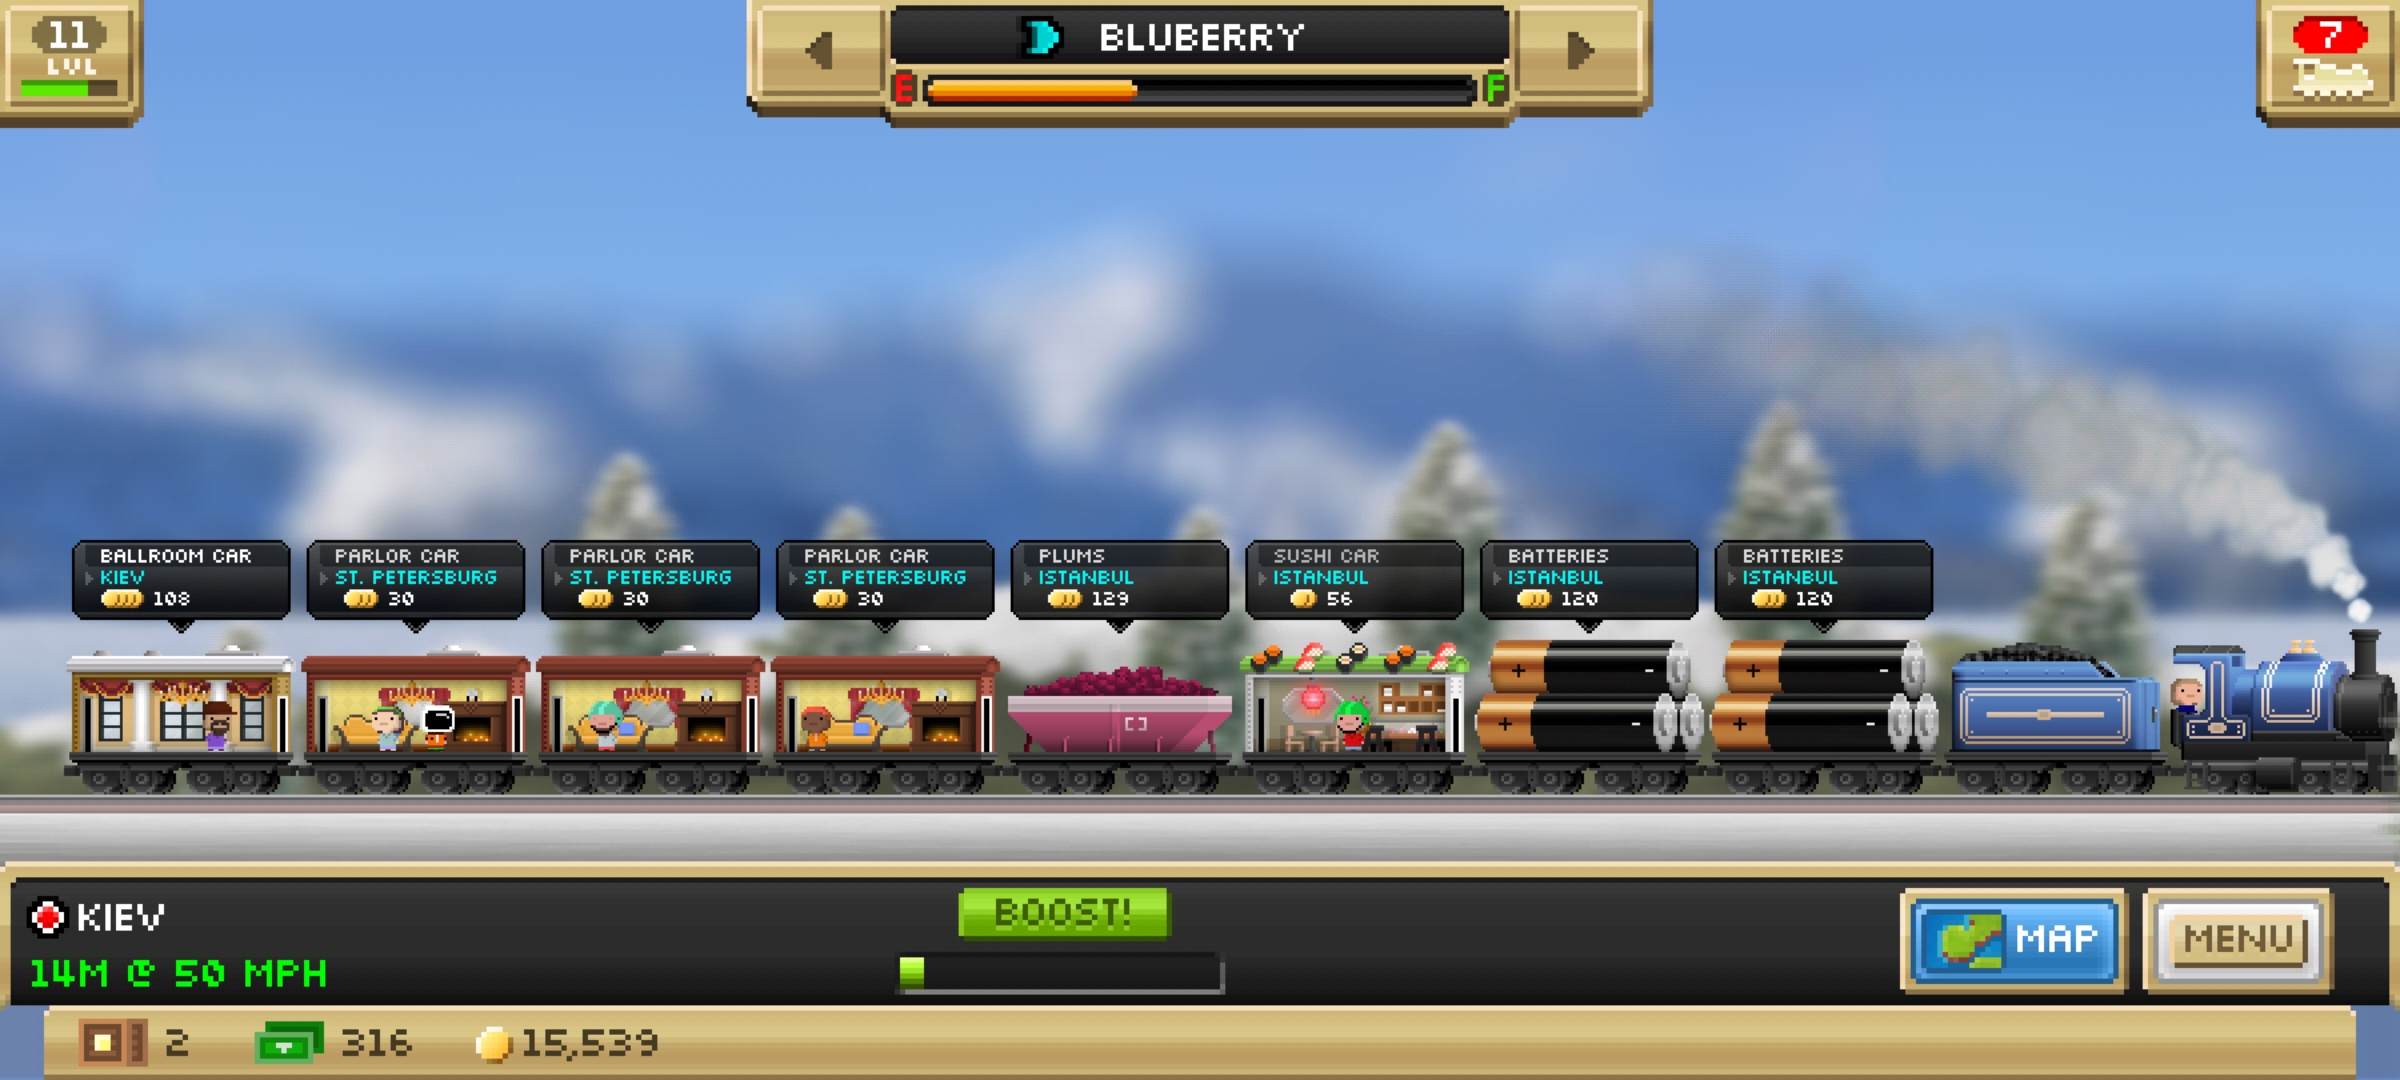 11
LVL
BLUBERRY
E F
7
BALLROOM CAR
KIEV
108
PARLOR CAR
ST. PETERSBURG
30
PARLOR CAR
ST. PETERSBURG
30
PARLOR CAR
ST. PETERSBURG
30
PLUMS
ISTANBUL
129
SUSHI CAR
ISTANBUL
56
BATTERIES
ISTANBUL
120
BATTERIES
ISTANBUL
120
KIEV
14M @ 50 MPH
BOOST!
MAP
MENU
2
316
15,539